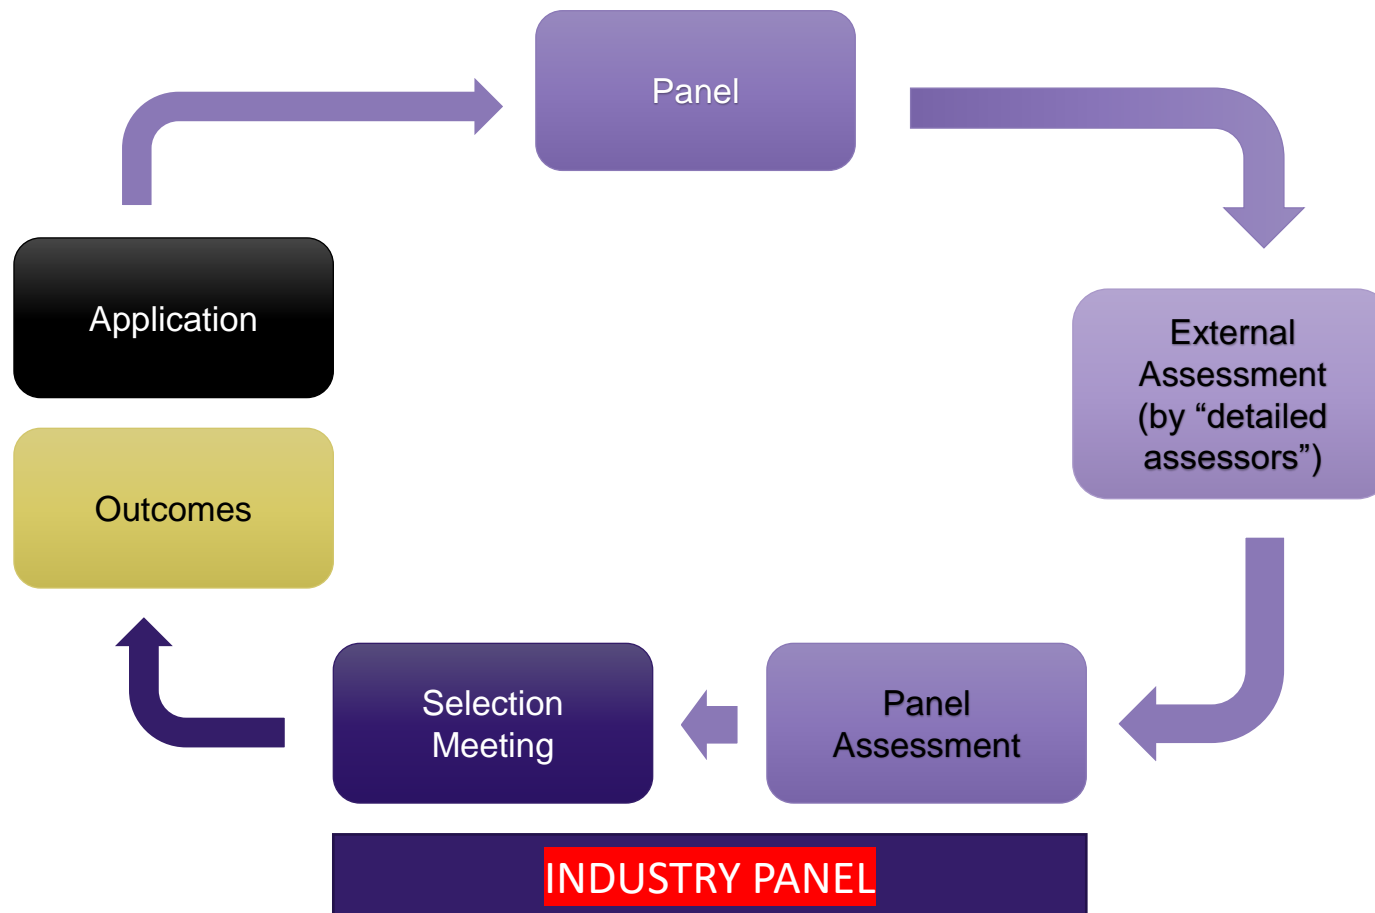 Panel
Application
External
Assessment
(by “detailed
assessors”)
Outcomes
Selection
Meeting
Panel
Assessment
INDUSTRY PANEL